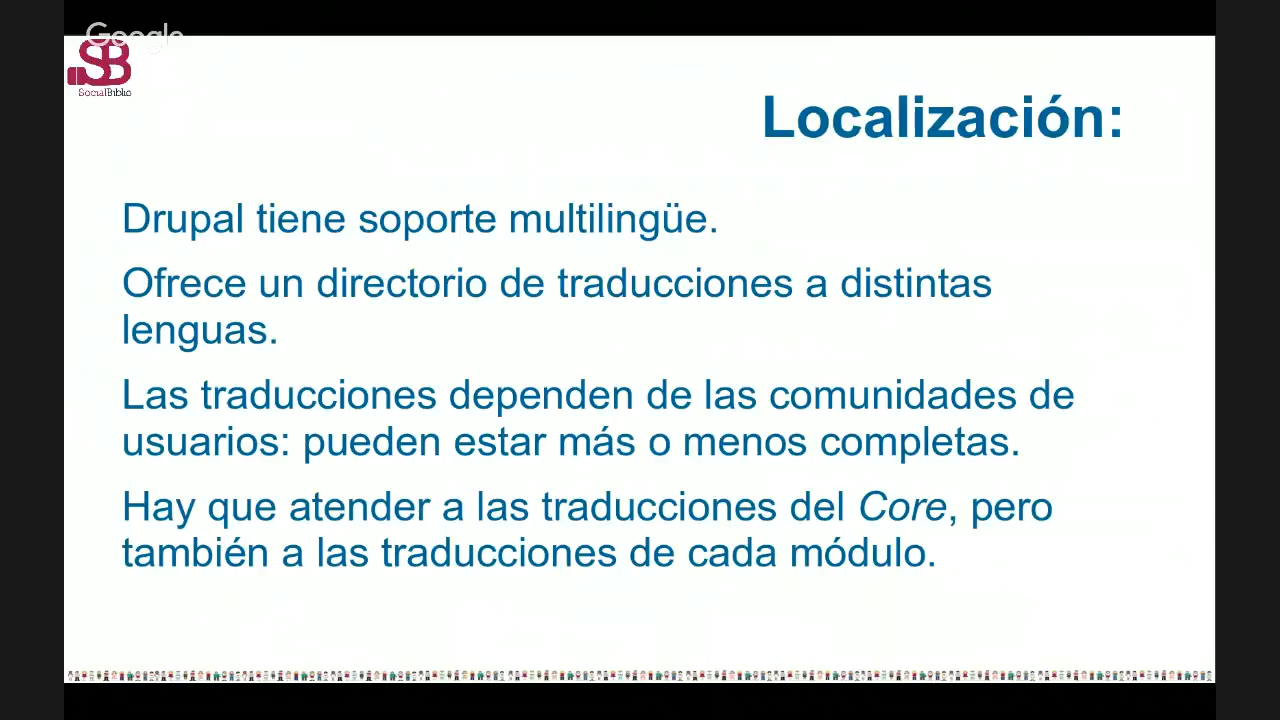 Google
SB
SocialBiblio
Localización:
Drupal tiene soporte multilingüe.
Ofrece un directorio de traducciones a distintas
lenguas.
Las traducciones dependen de las comunidades de
usuarios: pueden estar más o menos completas.
Hay que atender a las traducciones del Core, pero
también a las traducciones de cada módulo.